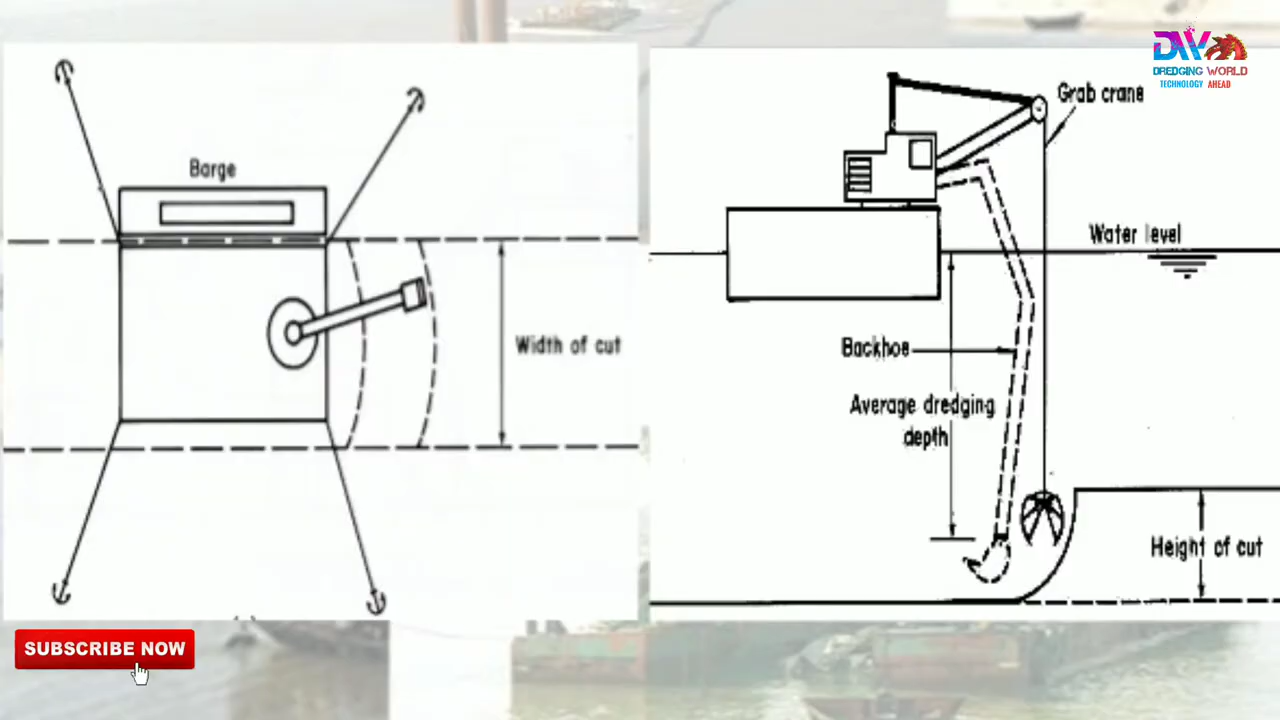 Barge
Width of cut
DW
DREDGING WORLD
TECHNOLOGY AHEAD
Grab crane
Water level
Backhoe
Average dredging
depth
Height of cut
SUBSCRIBE NOW